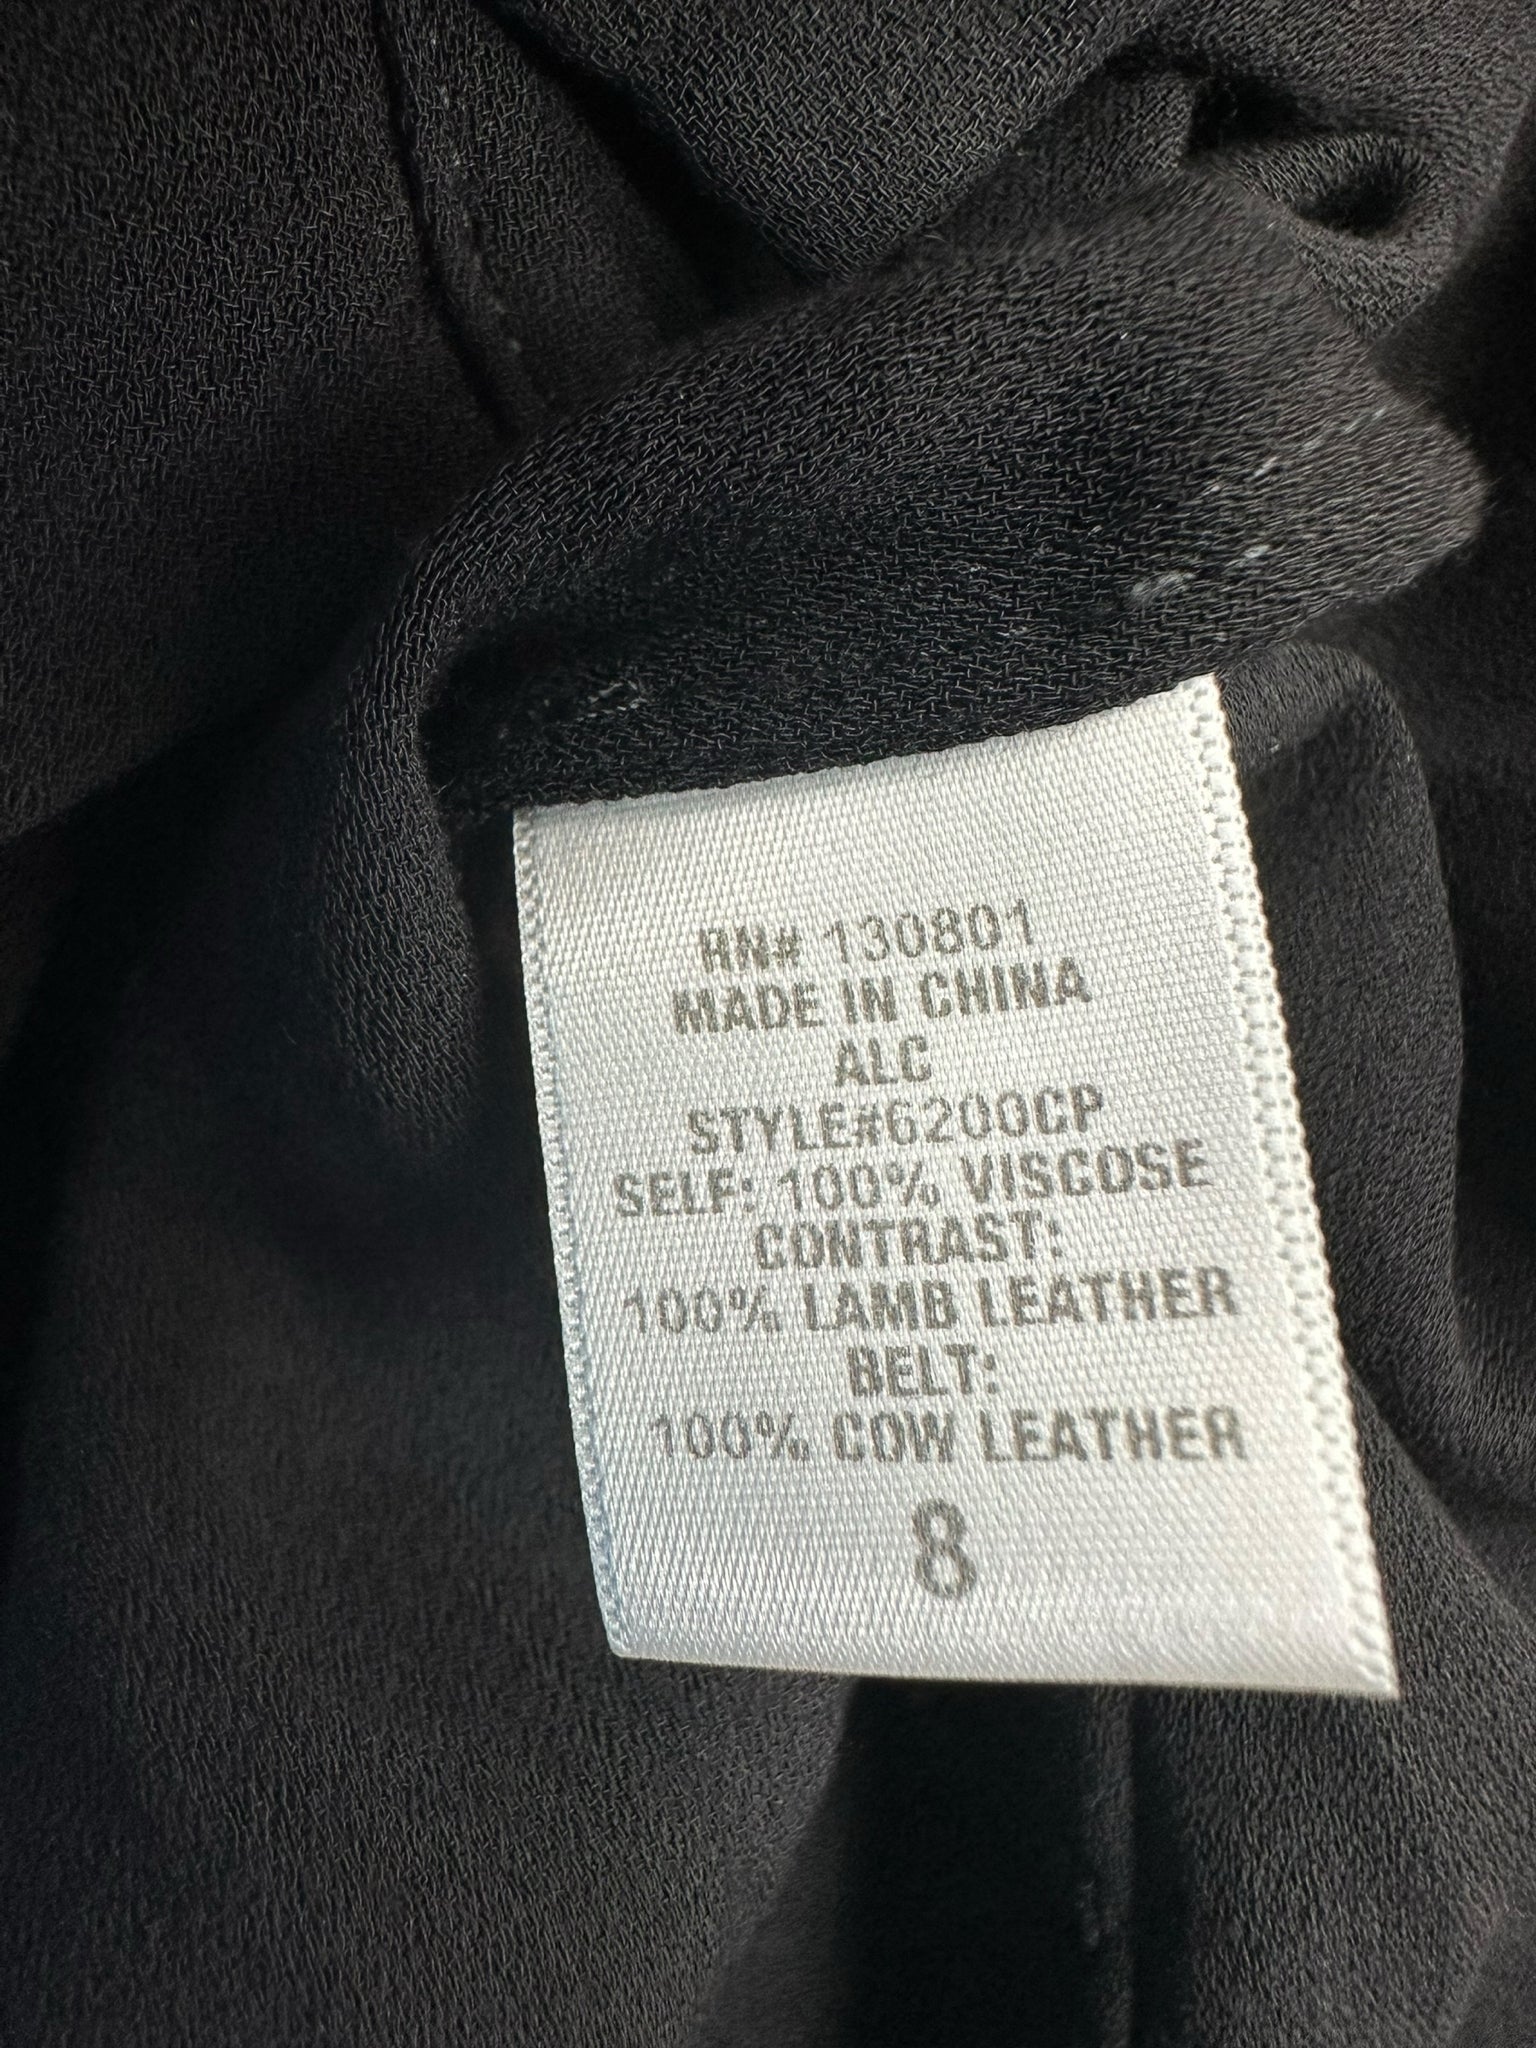 RN# 130801
MADE IN CHINA
ALC
STYLE#6200CP
SELF: 100% VISCOSE
CONTRAST:
100% LAMB LEATHER
BELT:
100% COW LEATHER
8